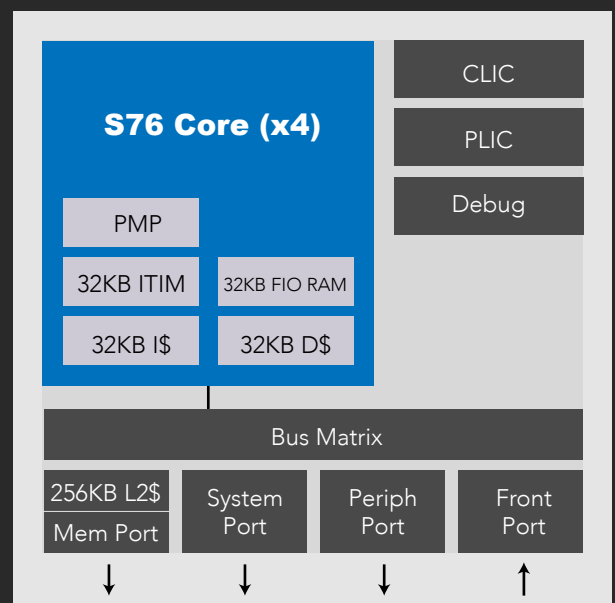 S76 Core (x4)
PMP
32KB ITIM
32KB FIO RAM
32KB I$
32KB D$
CLIC
PLIC
Debug
Bus Matrix
256KB L2$
Mem Port
System
Port
Periph
Port
Front
Port